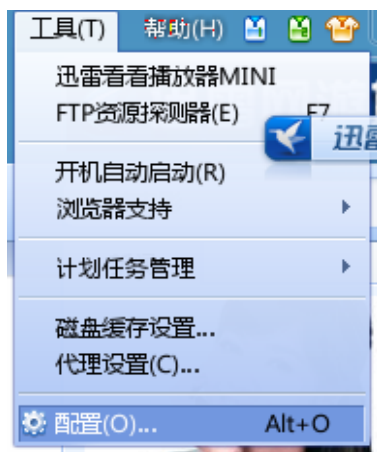 工具(T) 帮助(H)
迅雷看看播放器MINI
FTP资源探测器(E) F7
迅
开机自动启动(R)
浏览器支持
计划任务管理
磁盘缓存设置...
代理设置(C)...
配置(O)... Alt+O